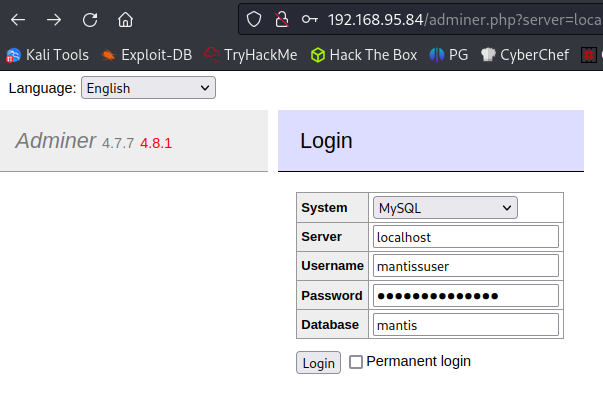 192.168.95.84/adminer.php?server=loca
Kali Tools Exploit-DB TryHackMe Hack The Box PG CyberChef
Language: English
Adminer 4.7.7 4.8.1
Login
System MySQL
Server localhost
Username mantissuser
Password ●●●●●●●●●●●●●●
Database mantis
Login Permanent login